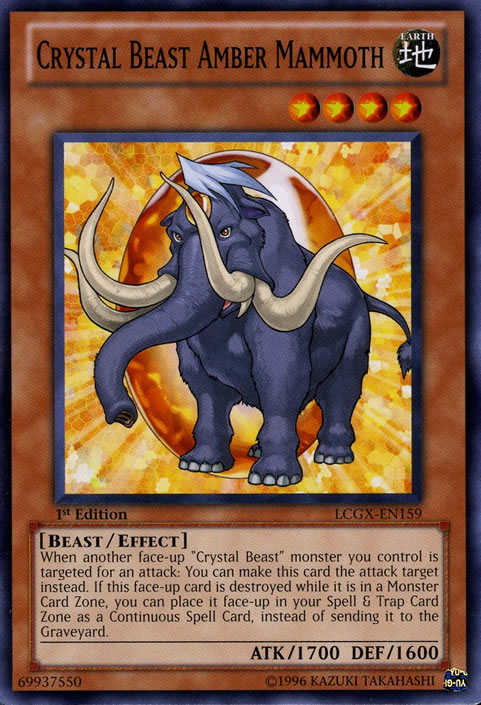 CRYSTAL BEAST AMBER MAMMOTH
EARTH
地
1st Edition
LCGX-EN159
[BEAST / EFFECT]
When another face-up "Crystal Beast" monster you control is
targeted for an attack: You can make this card the attack target
instead. If this face-up card is destroyed while it is in a Monster
Card Zone, you can place it face-up in your Spell & Trap Card
Zone as a Continuous Spell Card, instead of sending it to the
Graveyard.
ATK/1700 DEF/1600
69937550
©1996 KAZUKI TAKAHASHI